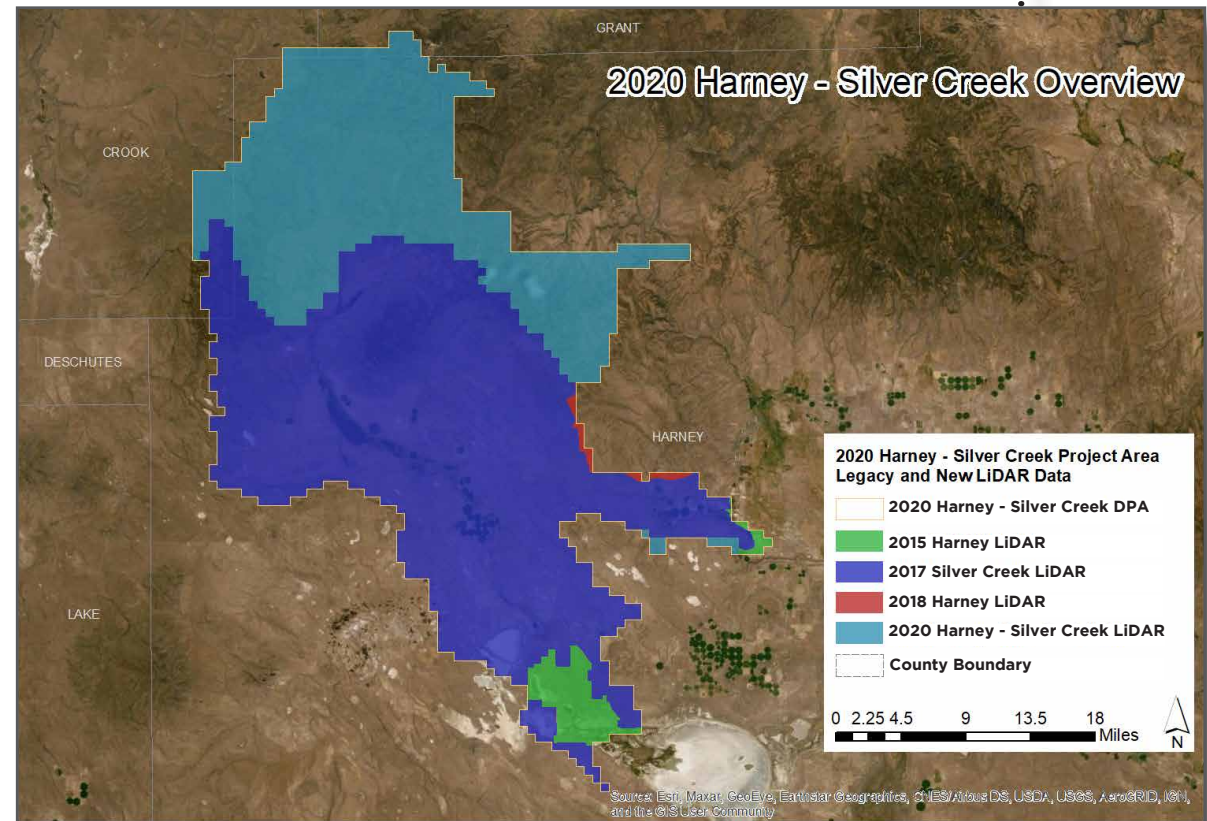 GRANT
2020 Harney - Silver Creek Overview
CROOK
DESCHUTES
HARNEY
LAKE
2020 Harney - Silver Creek Project Area
Legacy and New LiDAR Data
2020 Harney - Silver Creek DPA
2015 Harney LiDAR
2017 Silver Creek LiDAR
2018 Harney LiDAR
2020 Harney - Silver Creek LiDAR
County Boundary
0 2.25 4.5 9 13.5 18
Miles
N
Source: Esri, Maxar, GeoEye, Earthstar Geographics, CNES/Airbus DS, USDA, USGS, AeroGRID, IGN,
and the GIS User Community